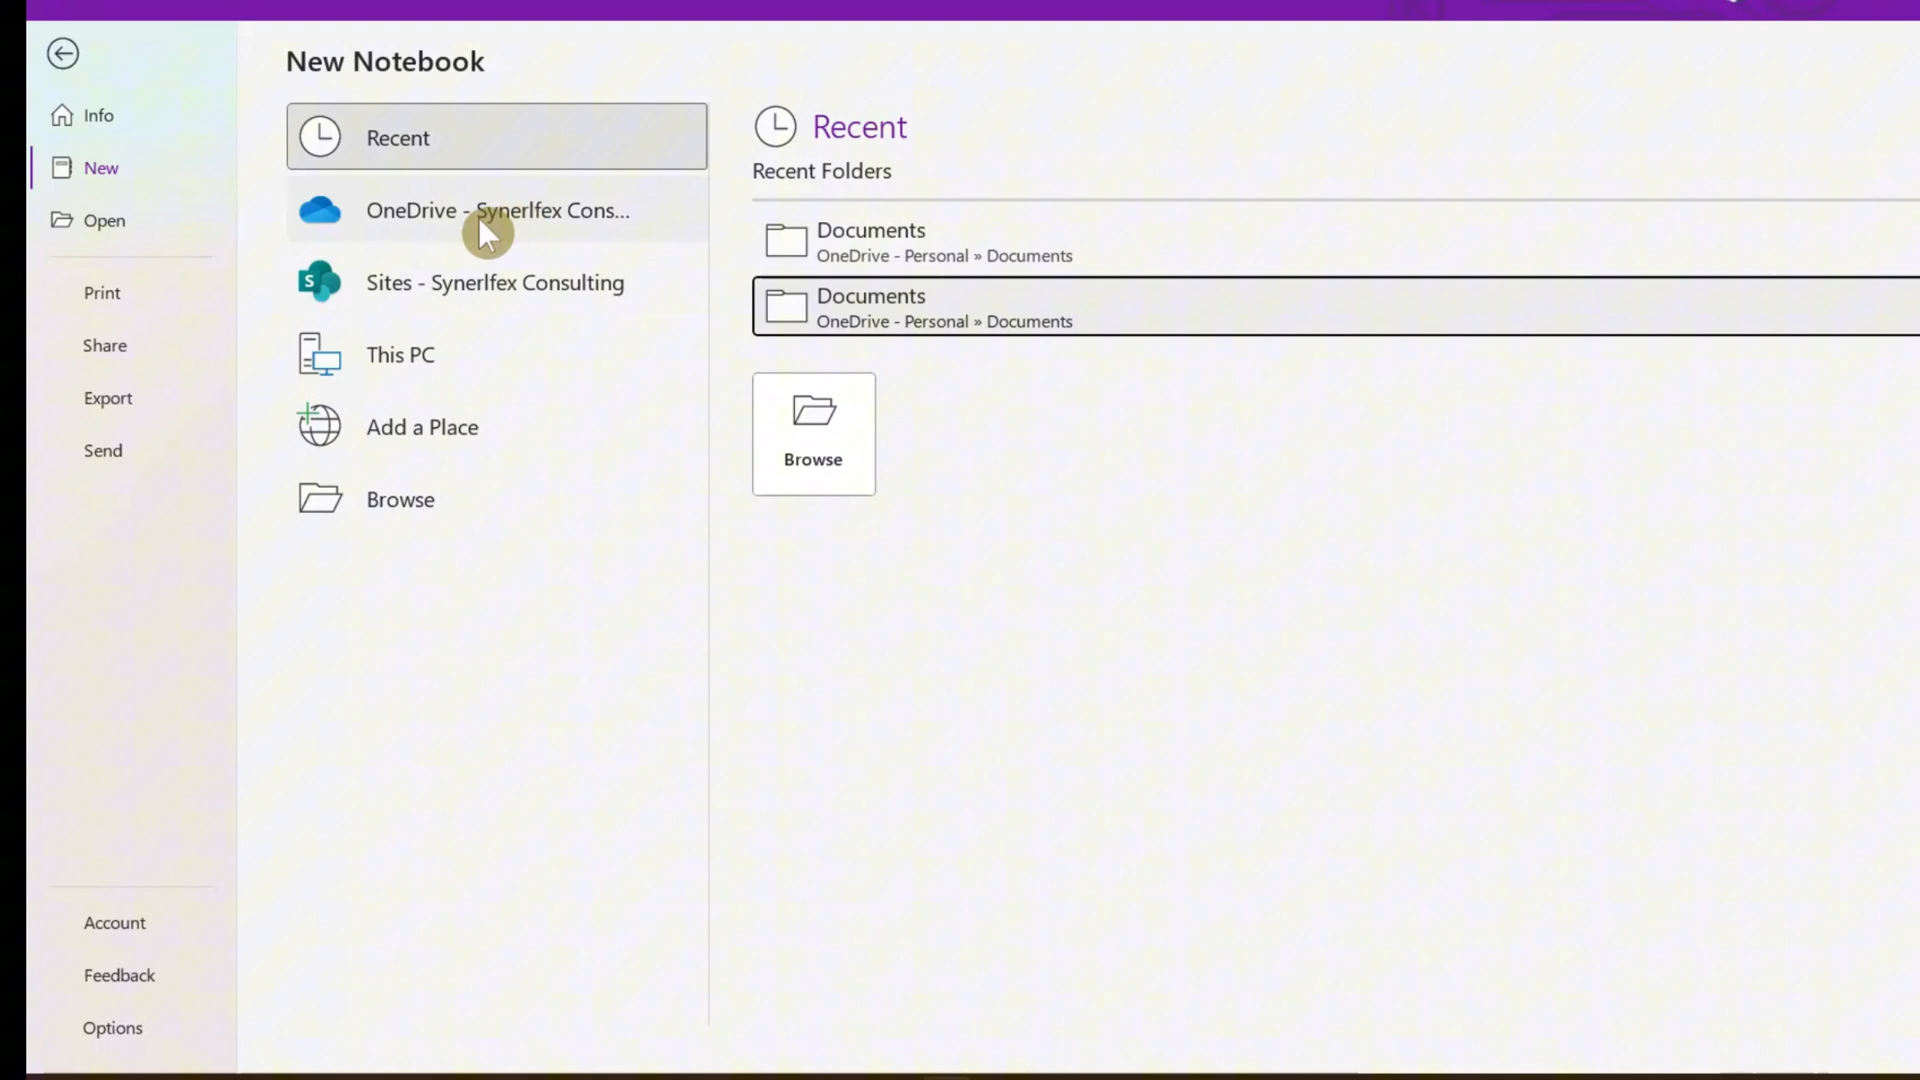 New Notebook
Info
New
Open
Print
Share
Export
Send
Account
Feedback
Options
Recent
OneDrive - Synerlfex Cons...
S
Sites - Synerlfex Consulting
This PC
Add a Place
Browse
Recent
Recent Folders
Documents
OneDrive - Personal » Documents
Documents
OneDrive - Personal » Documents
Browse